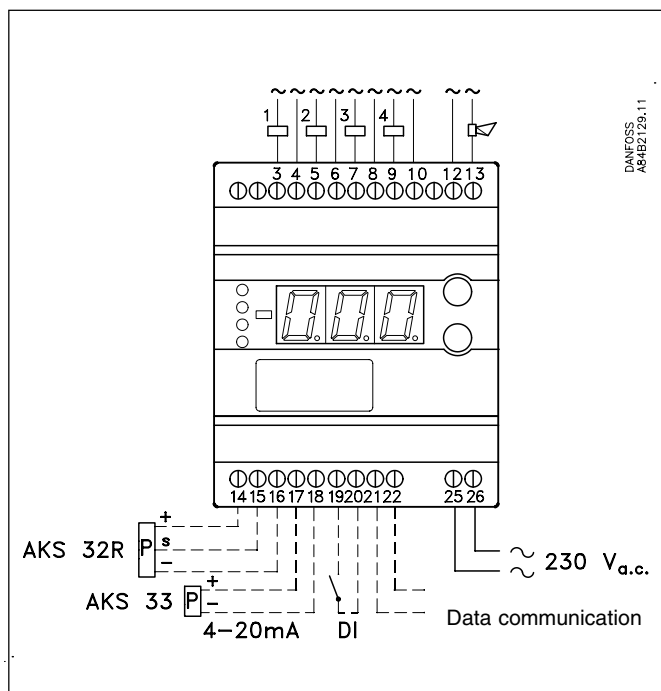 ∼ ∼ ∼ ∼ ∼ ∼ ∼ ∼ ∼ ∼
1 2 3 4
DANFOSS
A84B2129.11
3 4 5 6 7 8 9 10 12 13
0.0.0.
14 15 16 17 18 19 20 21 22 25 26
AKS 32R P + s −
AKS 33 P + −
4−20mA DI
∼ ∼ 230 Va.c.
Data communication